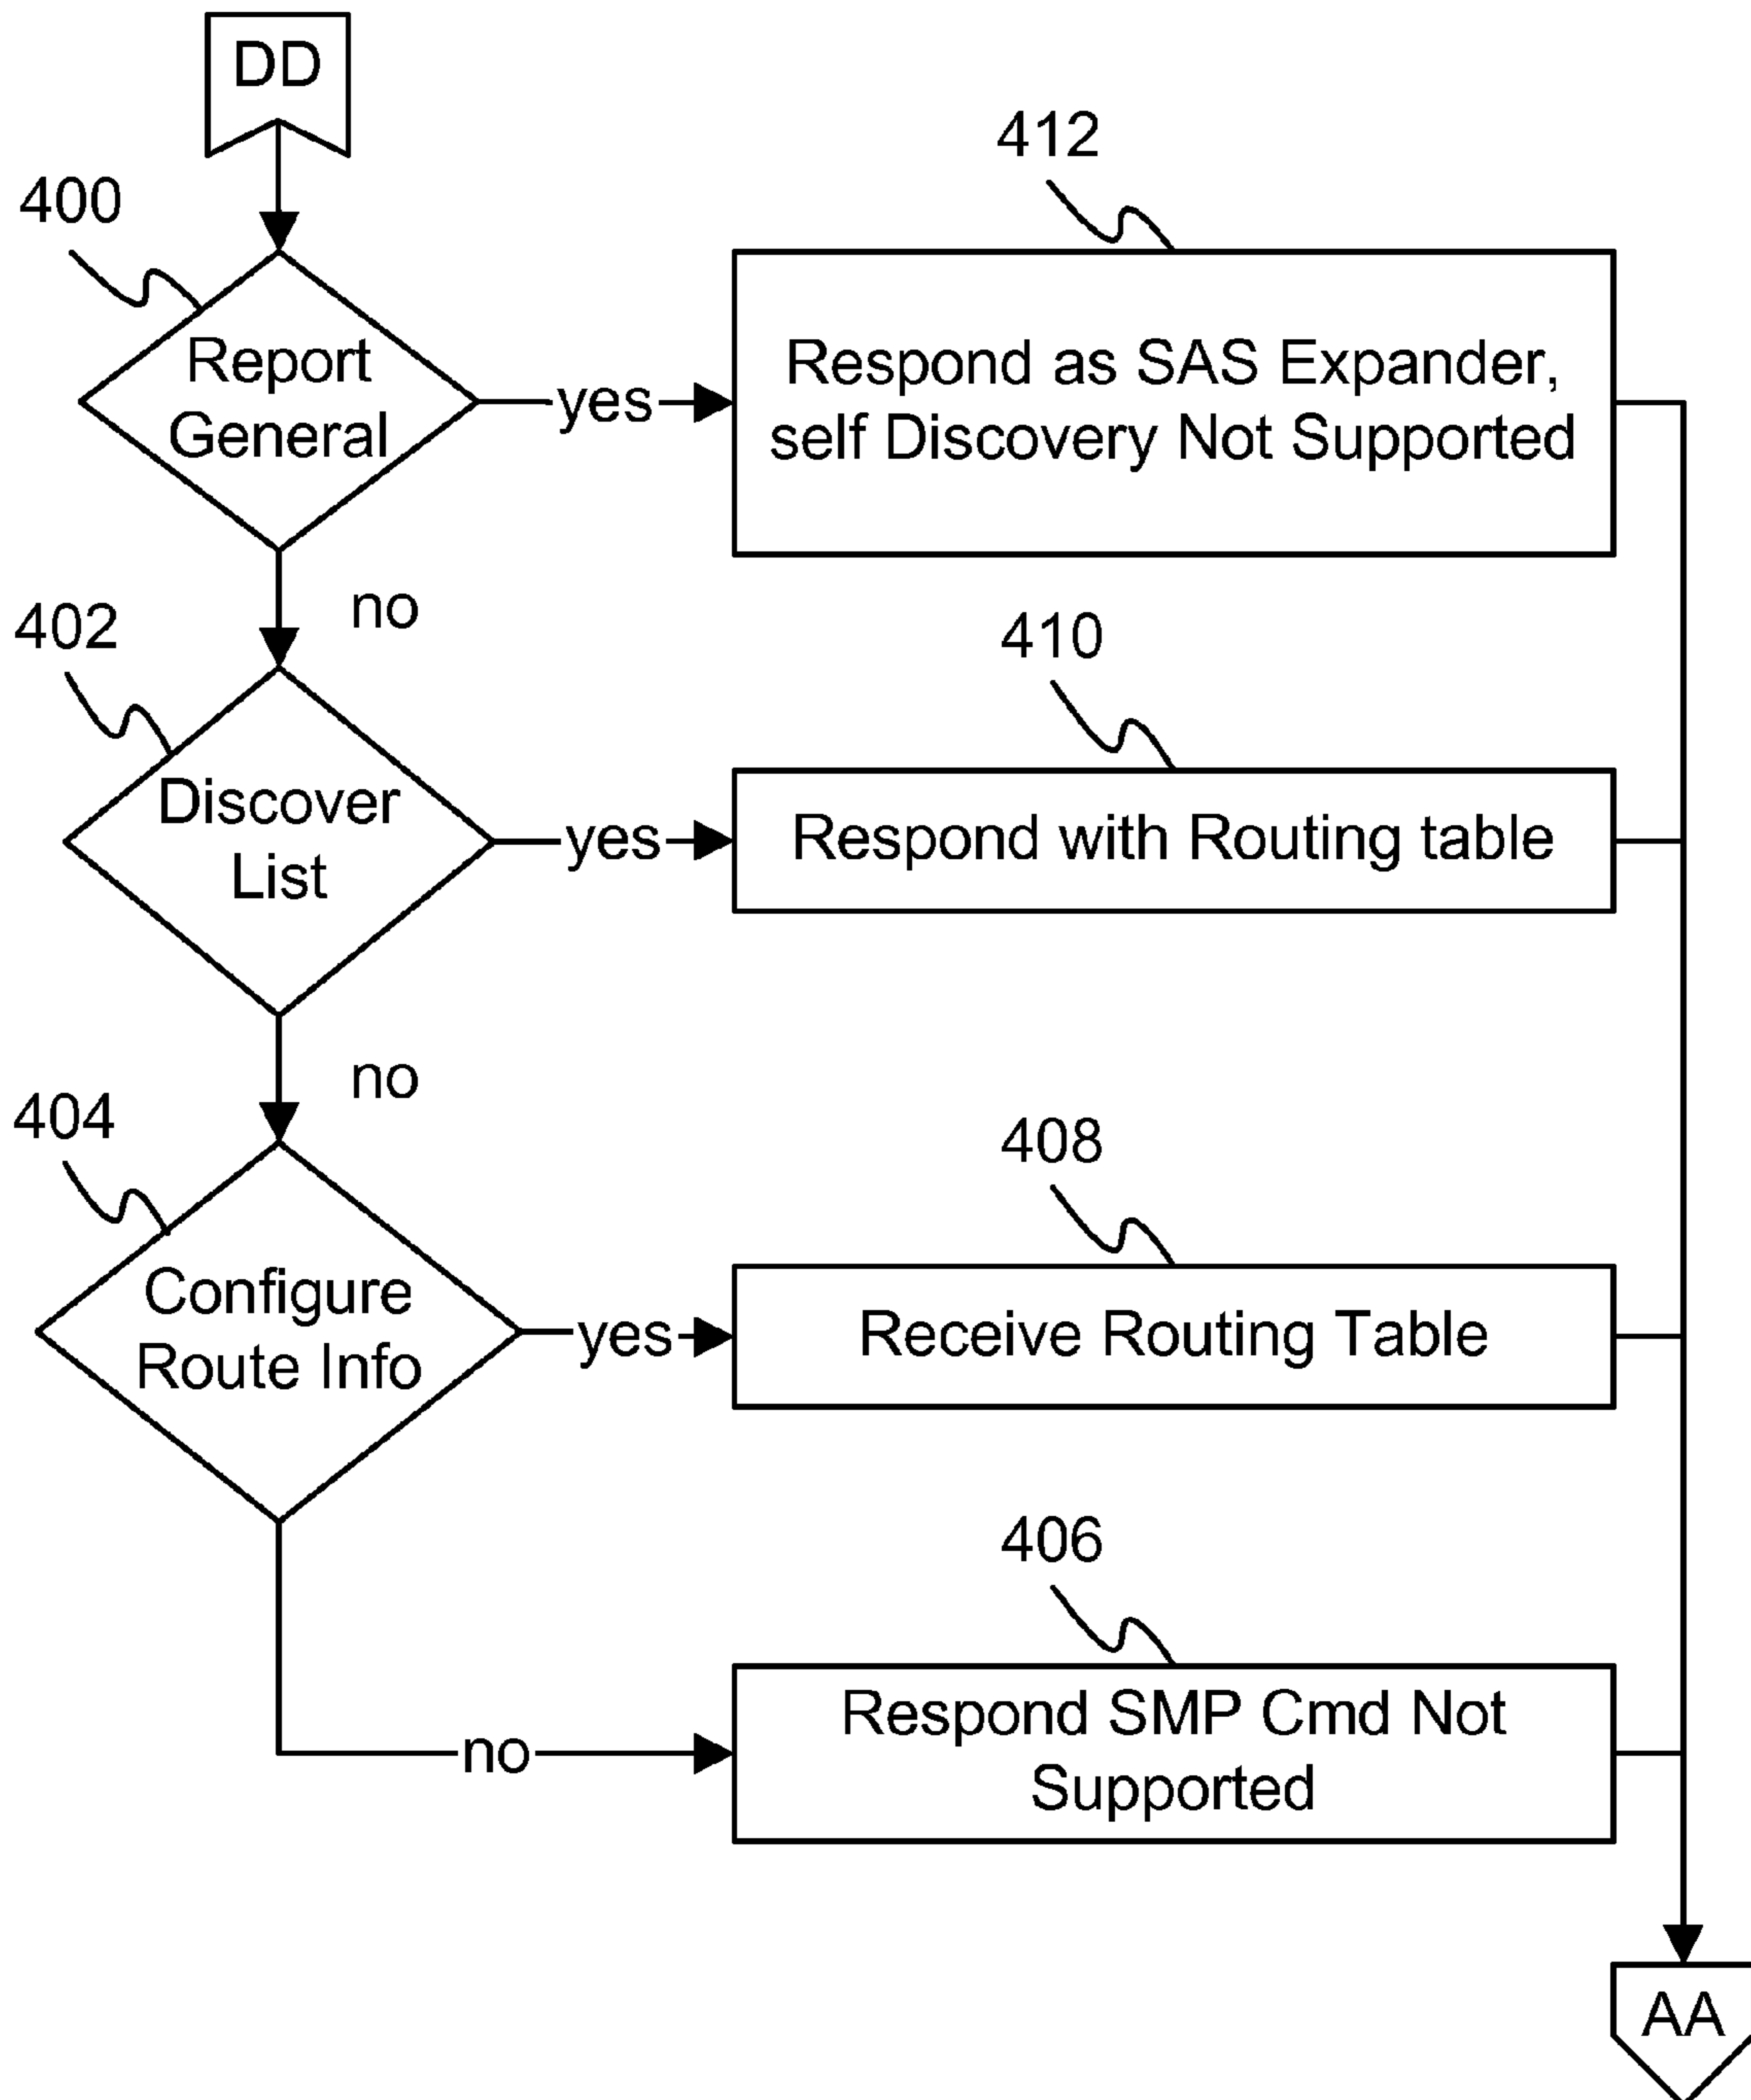 DD
400
412
Report
General
yes
Respond as SAS Expander,
self Discovery Not Supported
no
402
410
Discover
List
yes
Respond with Routing table
no
404
408
Configure
Route Info
yes
Receive Routing Table
406
no
Respond SMP Cmd Not
Supported
AA